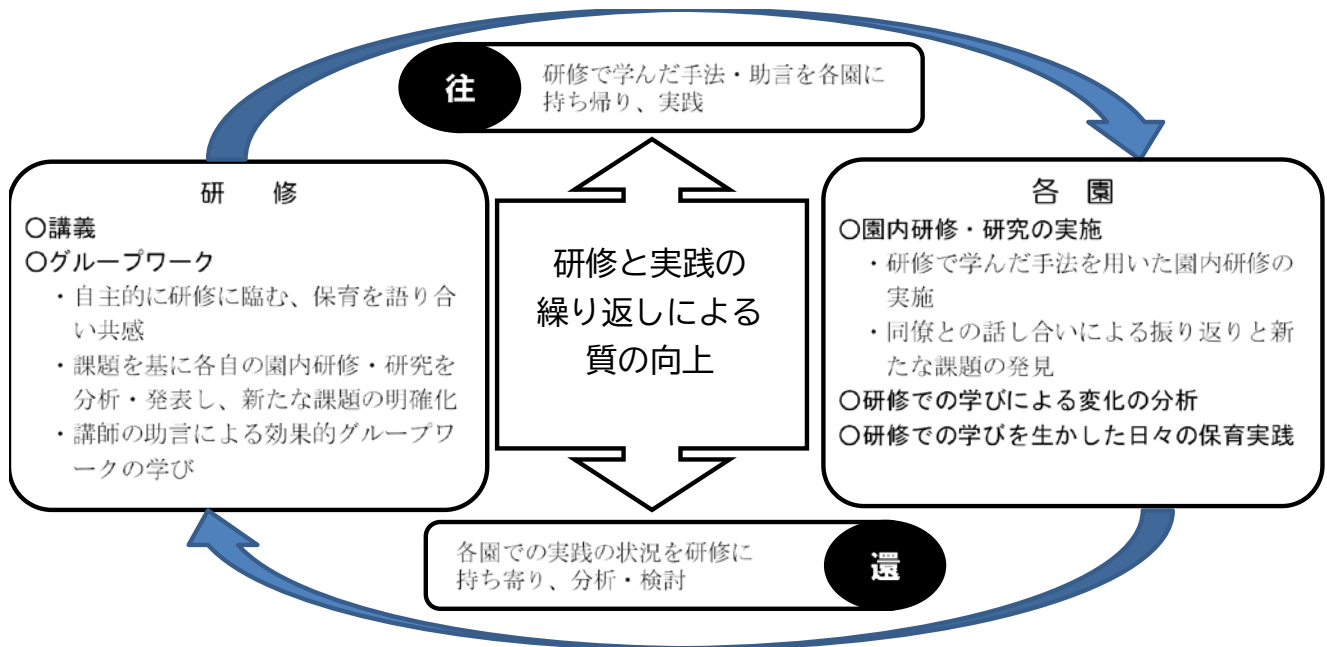 往
研修で学んだ手法・助言を各園に
持ち帰り、実践
研　修
〇講義
〇グループワーク
・自主的に研修に臨む、保育を語り合
い共感
・課題を基に各自の園内研修・研究を
分析・発表し、新たな課題の明確化
・講師の助言による効果的グループワ
ークの学び
研修と実践の
繰り返しによる
質の向上
各　園
〇園内研修・研究の実施
・研修で学んだ手法を用いた園内研修の
実施
・同僚との話し合いによる振り返りと新
たな課題の発見
〇研修での学びによる変化の分析
〇研修での学びを生かした日々の保育実践
各園での実践の状況を研修に
持ち寄り、分析・検討
還